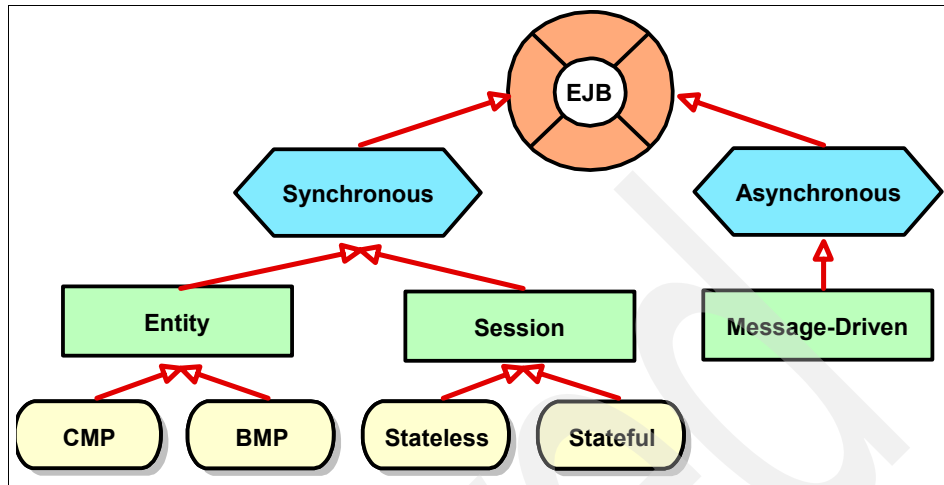 EJB
Synchronous
Asynchronous
Entity
Session
Message-Driven
CMP
BMP
Stateless
Stateful